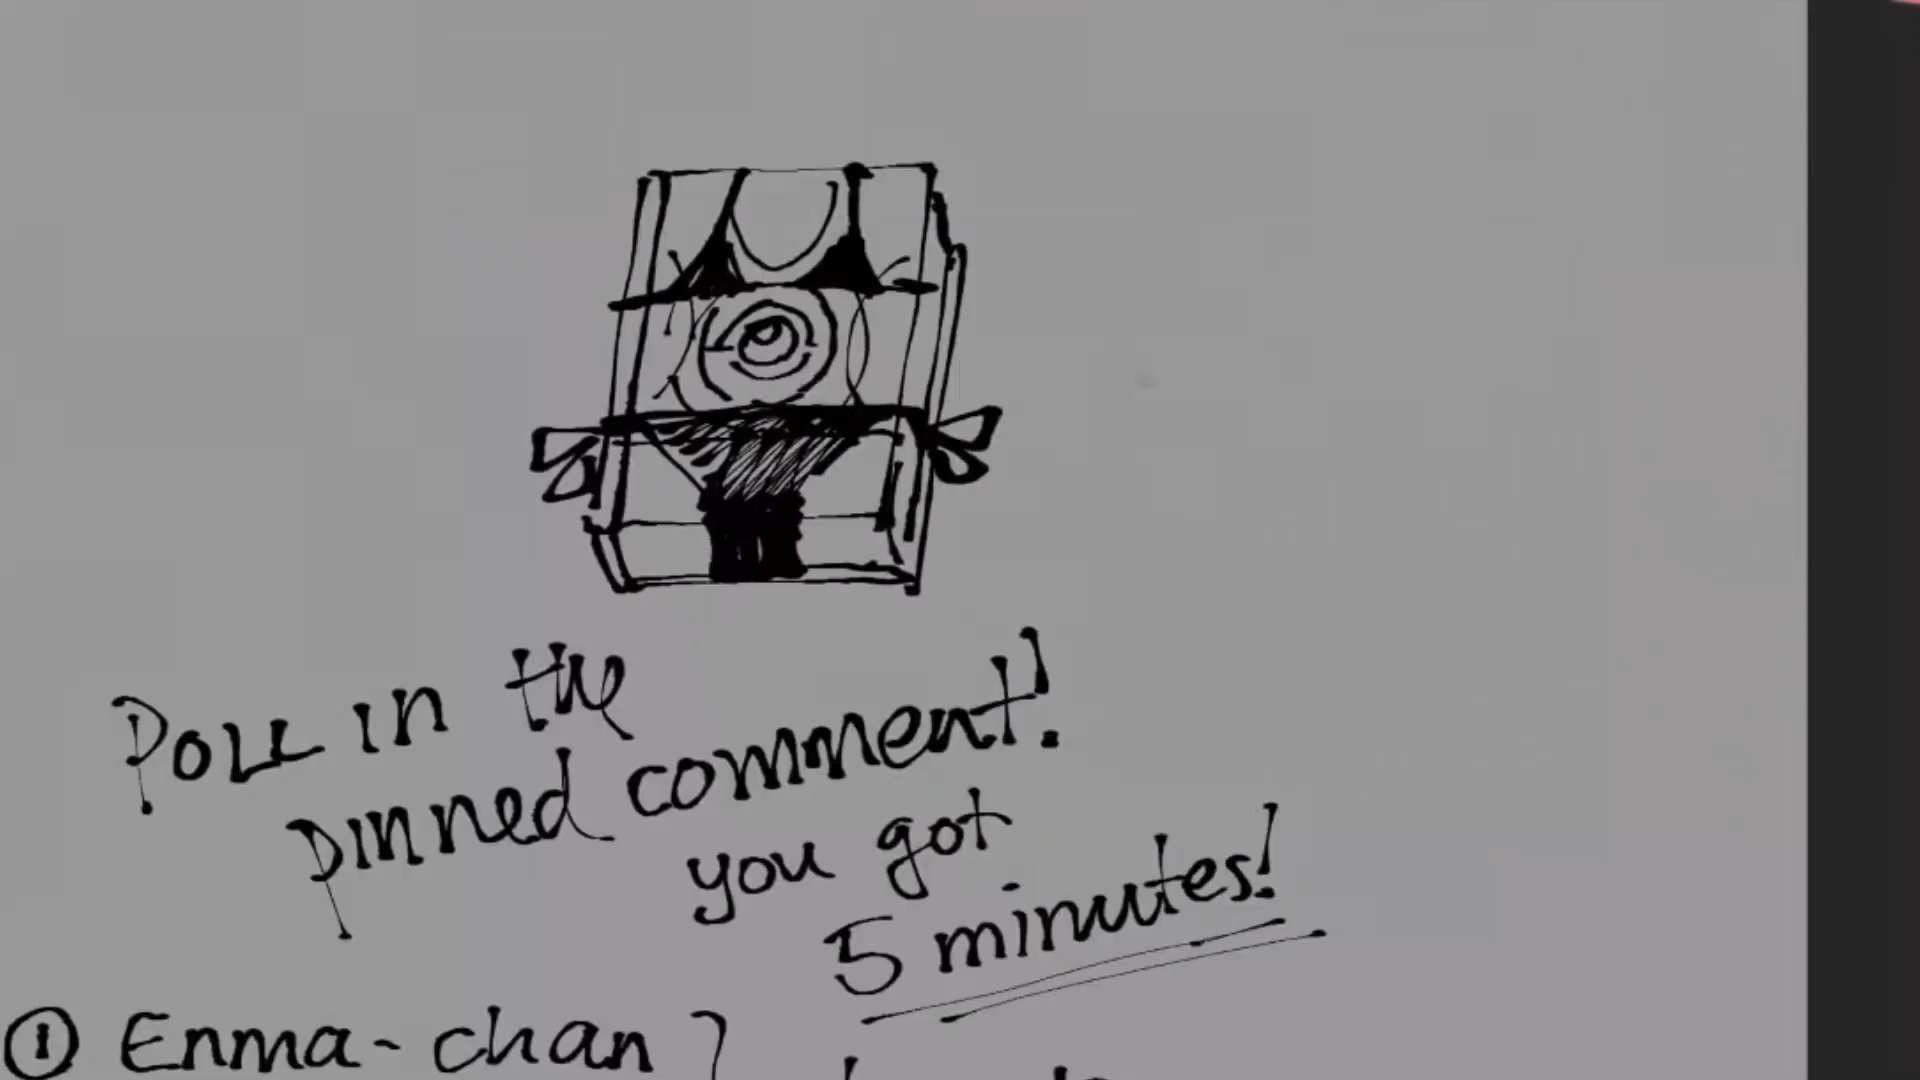 POLL IN the
pinned comment!
you got
5 minutes!
① Enma-chan